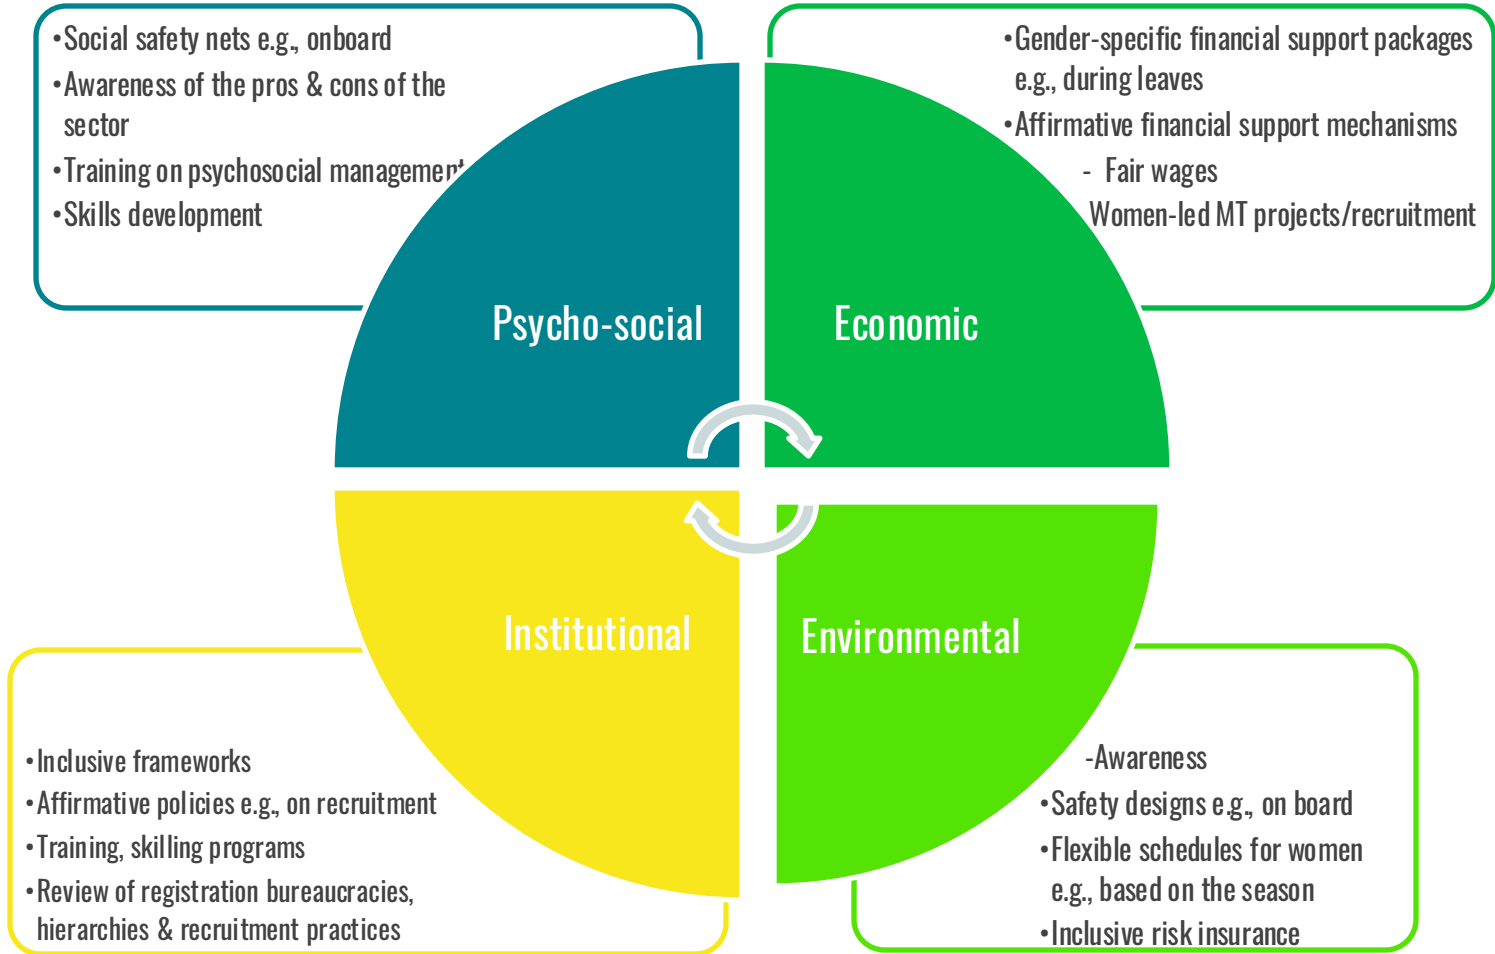 •Social safety nets e.g., onboard
•Awareness of the pros & cons of the
sector
•Training on psychosocial management
•Skills development
•Gender-specific financial support packages
e.g., during leaves
•Affirmative financial support mechanisms
- Fair wages
Women-led MT projects/recruitment
Psycho-social
Economic
Institutional
Environmental
•Inclusive frameworks
•Affirmative policies e.g., on recruitment
•Training, skilling programs
•Review of registration bureaucracies,
hierarchies & recruitment practices
-Awareness
•Safety designs e.g., on board
•Flexible schedules for women
e.g., based on the season
•Inclusive risk insurance